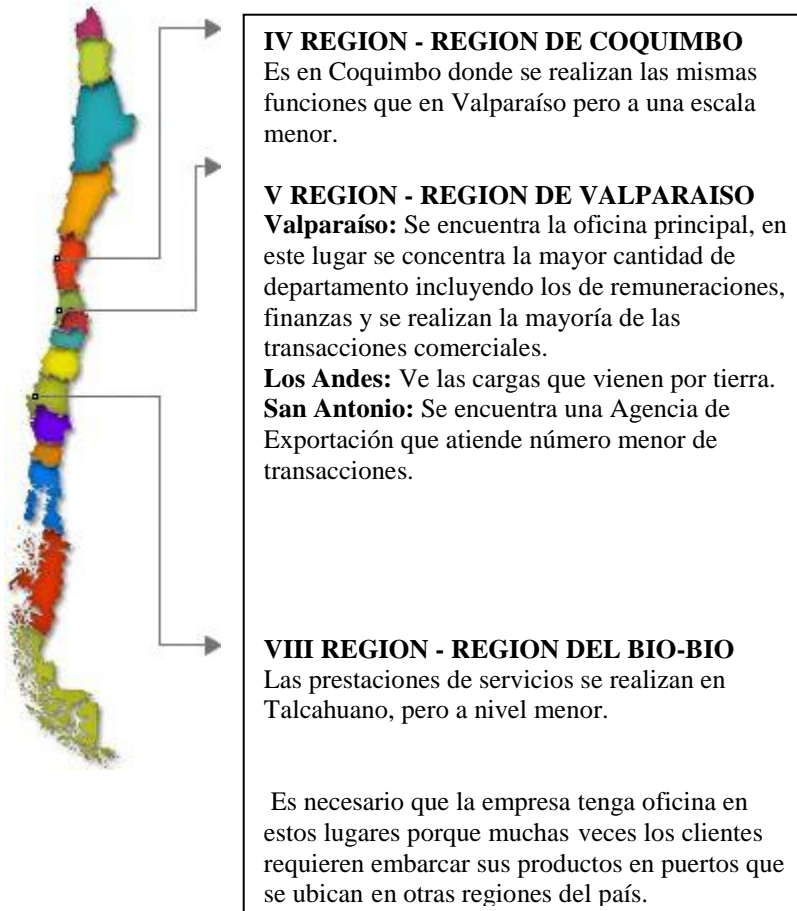 IV REGION - REGION DE COQUIMBO
Es en Coquimbo donde se realizan las mismas
funciones que en Valparaíso pero a una escala
menor.
V REGION - REGION DE VALPARAISO
Valparaíso: Se encuentra la oficina principal, en
este lugar se concentra la mayor cantidad de
departamento incluyendo los de remuneraciones,
finanzas y se realizan la mayoría de las
transacciones comerciales.
Los Andes: Ve las cargas que vienen por tierra.
San Antonio: Se encuentra una Agencia de
Exportación que atiende número menor de
transacciones.
VIII REGION - REGION DEL BIO-BIO
Las prestaciones de servicios se realizan en
Talcahuano, pero a nivel menor.
Es necesario que la empresa tenga oficina en
estos lugares porque muchas veces los clientes
requieren embarcar sus productos en puertos que
se ubican en otras regiones del país.